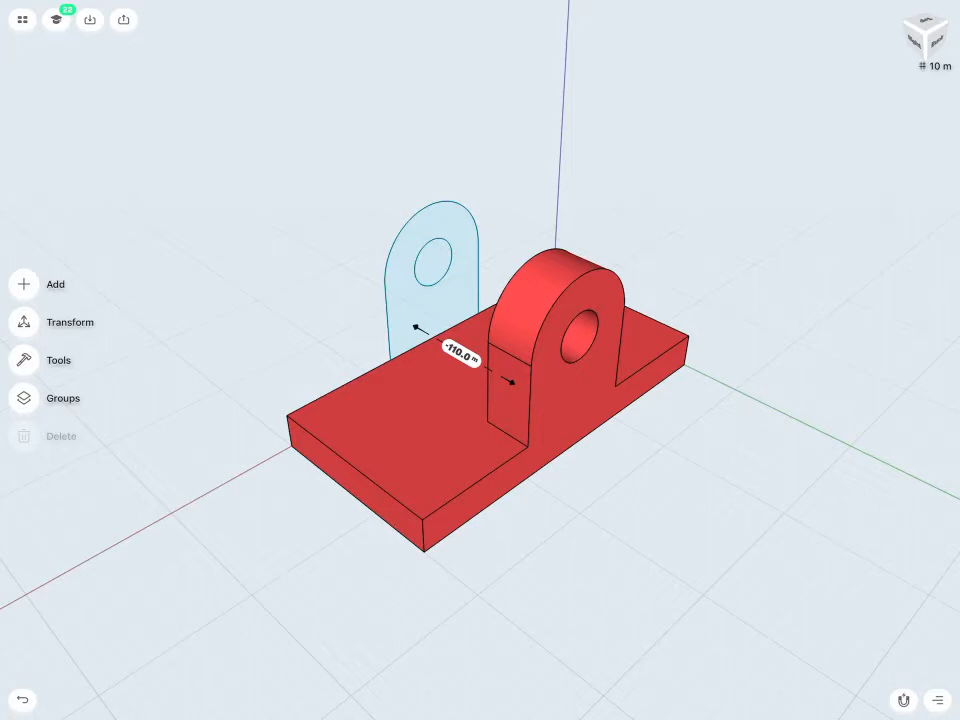 22
# 10 m
Add
Transform
-110.0 m
Tools
Groups
Delete